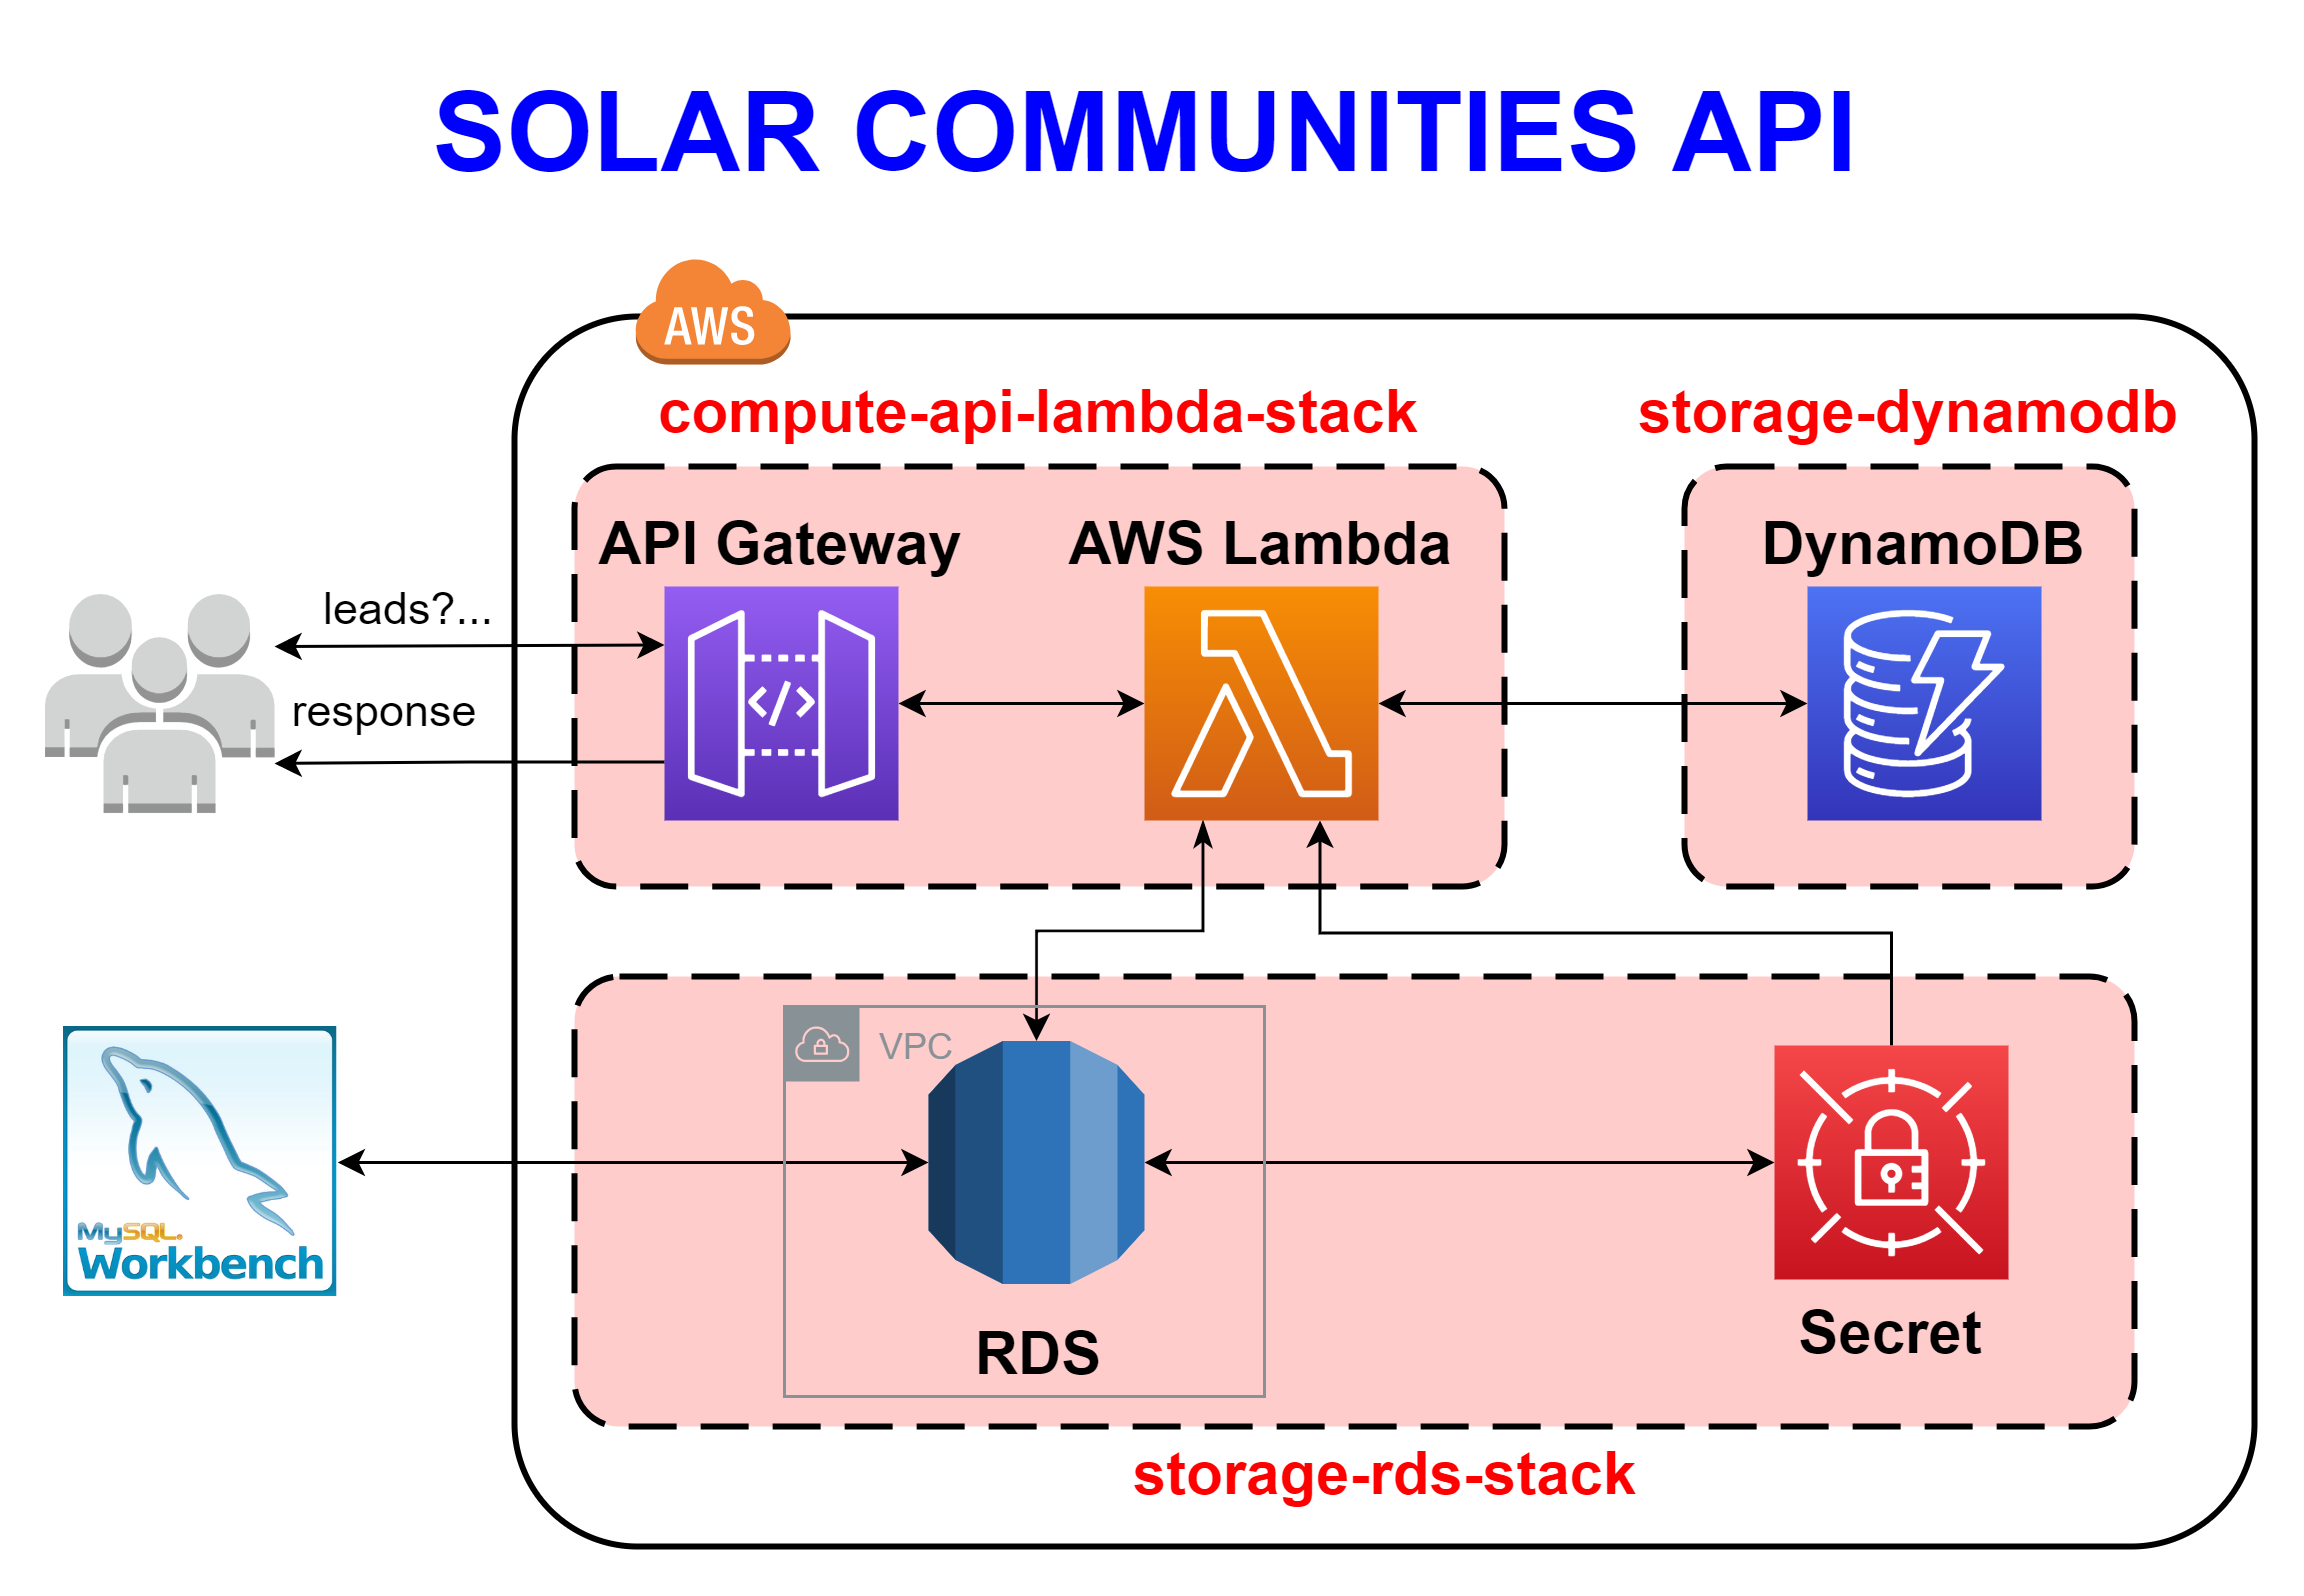 SOLAR COMMUNITIES API
AWS
compute-api-lambda-stack
storage-dynamodb
API Gateway
AWS Lambda
DynamoDB
leads?...
response
</>
VPC
MySQL.
Workbench
RDS
Secret
storage-rds-stack